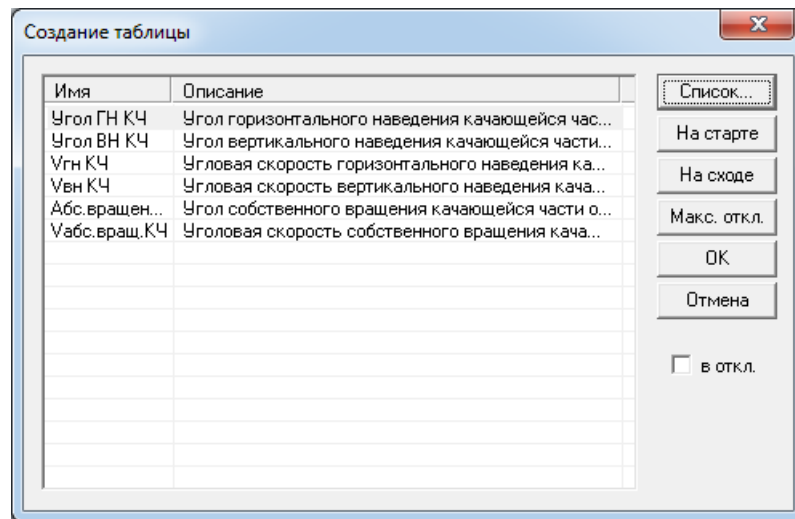 Создание таблицы
Имя Описание
Угол ГН КЧ Угол горизонтального наведения качающейся час...
Угол ВН КЧ Угол вертикального наведения качающейся части...
Vгн КЧ Угловая скорость горизонтального наведения ка...
Vвн КЧ Угловая скорость вертикального наведения кача...
Абс.вращен... Угол собственного вращения качающейся части о...
Vабс.вращ.КЧ Уголовая скорость собственного вращения кача...
Список...
На старте
На сходе
Макс. откл.
OK
Отмена
в откл.